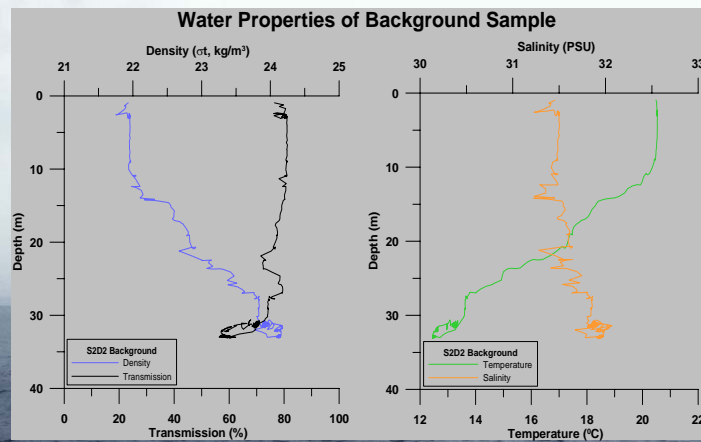 Water Properties of Background Sample
Density (σt, kg/m³)
21 22 23 24 25
0
10
20
30
40
Depth (m)
S2D2 Background
Density
Transmission
0 20 40 60 80 100
Transmission (%)
Salinity (PSU)
30 31 32 33
0
10
20
30
40
Depth (m)
S2D2 Background
Temperature
Salinity
12 14 16 18 20 22
Temperature (ºC)